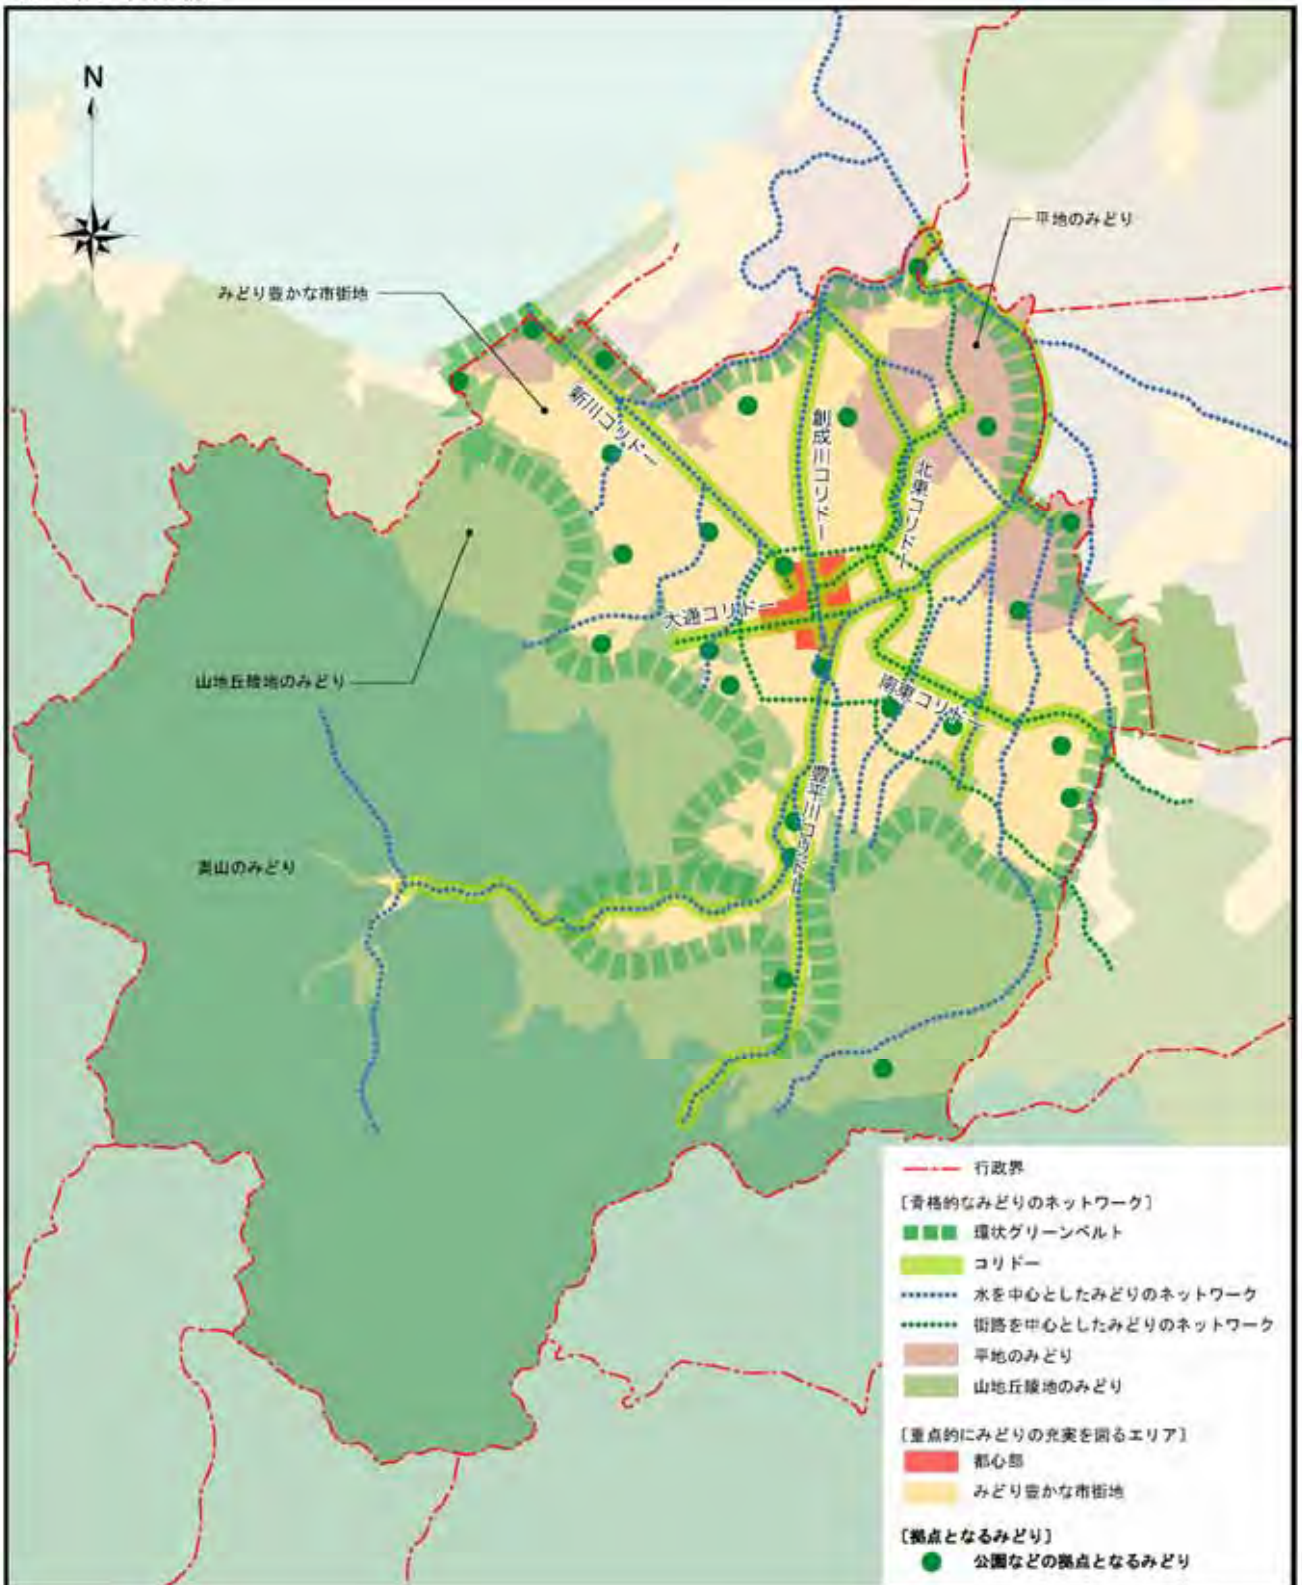 N
平地のみどり
みどり豊かな市街地
新川コリドー
創成川コリドー
北東コリドー
大通コリドー
山地丘陵地のみどり
南東コリドー
豊平川コリドー
奥山のみどり
行政界
〔骨格的なみどりのネットワーク〕
環状グリーンベルト
コリドー
水を中心としたみどりのネットワーク
街路を中心としたみどりのネットワーク
平地のみどり
山地丘陵地のみどり
〔重点的にみどりの充実を図るエリア〕
都心部
みどり豊かな市街地
〔拠点となるみどり〕
公園などの拠点となるみどり